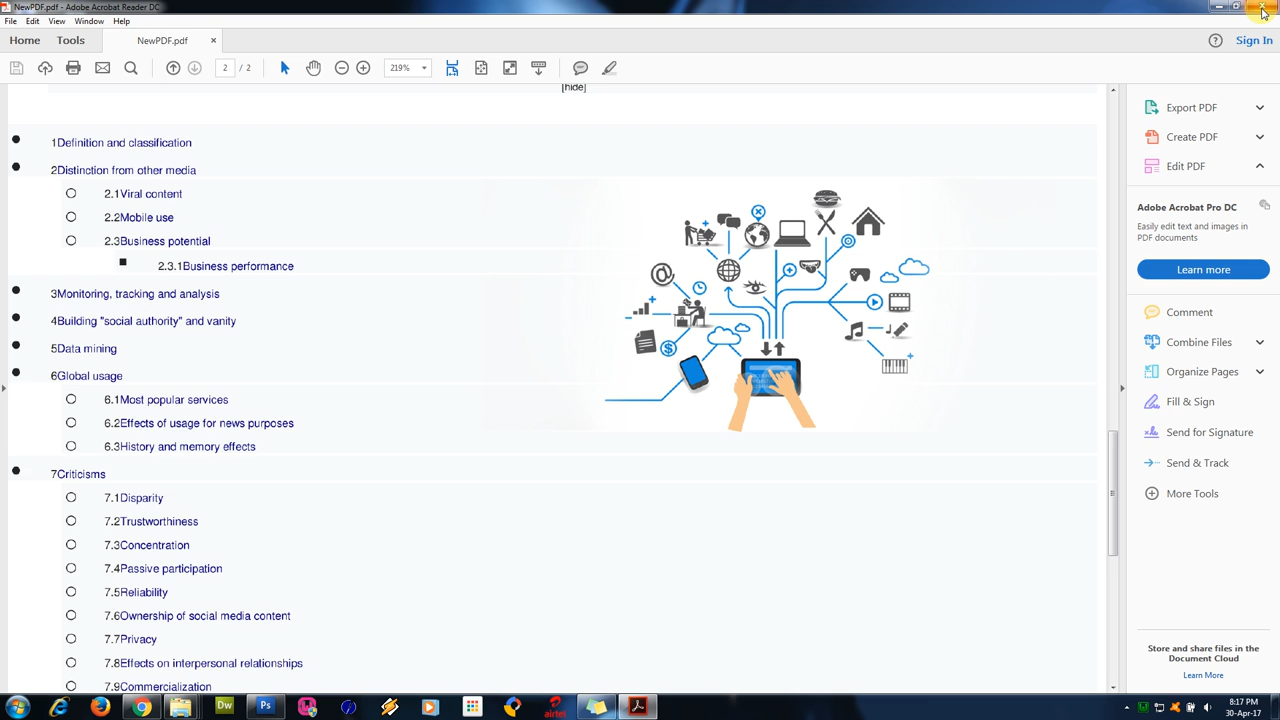 NewPDF.pdf - Adobe Acrobat Reader DC
File Edit View Window Help
Home Tools NewPDF.pdf × Sign In
2 / 2 219%
[hide]
1Definition and classification
2Distinction from other media
2.1Viral content
2.2Mobile use
2.3Business potential
2.3.1Business performance
3Monitoring, tracking and analysis
4Building "social authority" and vanity
5Data mining
6Global usage
6.1Most popular services
6.2Effects of usage for news purposes
6.3History and memory effects
7Criticisms
7.1Disparity
7.2Trustworthiness
7.3Concentration
7.4Passive participation
7.5Reliability
7.6Ownership of social media content
7.7Privacy
7.8Effects on interpersonal relationships
7.9Commercialization
Export PDF
Create PDF
Edit PDF
Adobe Acrobat Pro DC
Easily edit text and images in
PDF documents
Learn more
Comment
Combine Files
Organize Pages
Fill & Sign
Send for Signature
Send & Track
More Tools
Store and share files in the
Document Cloud
Learn More
Dw Ps airtel
8:17 PM
30-Apr-17